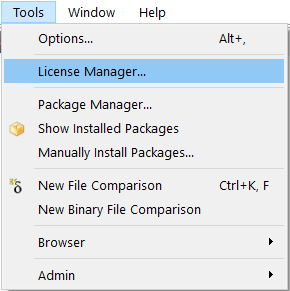 Tools Window Help
Options... Alt+,
License Manager...
Package Manager...
Show Installed Packages
Manually Install Packages...
New File Comparison Ctrl+K, F
New Binary File Comparison
Browser
Admin